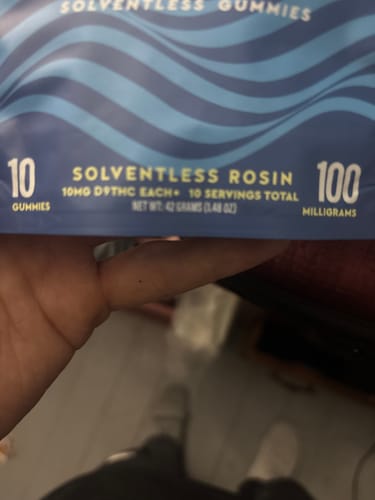 SOLVENTLESS GUMMIES
10
GUMMIES
SOLVENTLESS ROSIN
10MG D9THC EACH• 10 SERVINGS TOTAL
NET WT: 42 GRAMS (1.48 OZ)
100
MILLIGRAMS